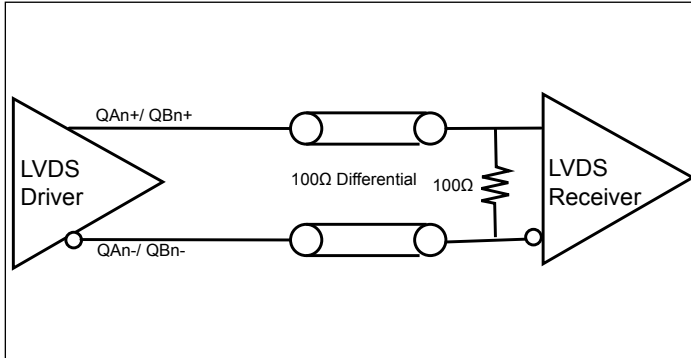 QAn+/ QBn+
LVDS
Driver
100Ω Differential
100Ω
LVDS
Receiver
QAn-/ QBn-